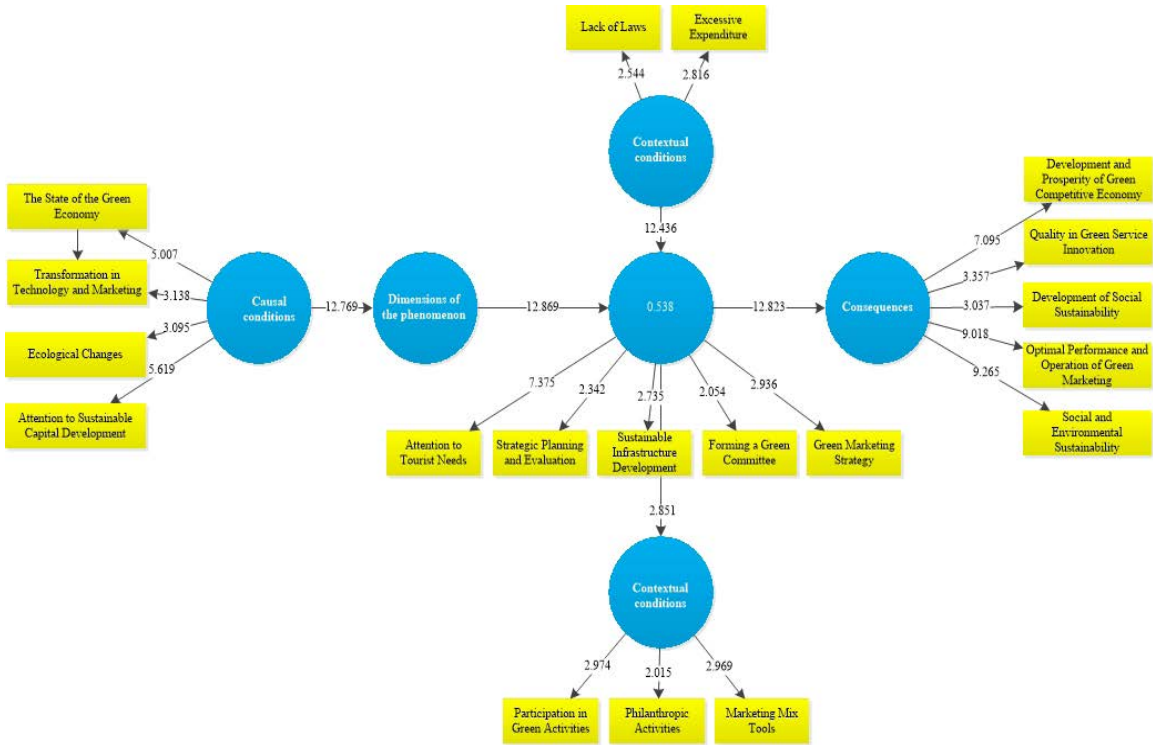 Lack of Laws
Excessive
Expenditure
2.544
2.816
Contextual
conditions
12.436
The State of the Green
Economy
Transformation in
Technology and Marketing
Ecological Changes
Attention to Sustainable
Capital Development
5.007
3.138
3.095
5.619
Causal
conditions
12.769
Dimensions of
the phenomenon
12.869
0.538
12.823
Consequences
7.095
3.357
3.037
9.018
9.265
Development and
Prosperity of Green
Competitive Economy
Quality in Green Service
Innovation
Development of Social
Sustainability
Optimal Performance and
Operation of Green
Marketing
Social and
Environmental
Sustainability
7.375
2.342
2.735
2.054
2.936
Attention to
Tourist Needs
Strategic Planning
and Evaluation
Sustainable
Infrastructure
Development
Forming a Green
Committee
Green Marketing
Strategy
2.851
Contextual
conditions
2.974
2.015
2.969
Participation in
Green Activities
Philanthropic
Activities
Marketing Mix
Tools